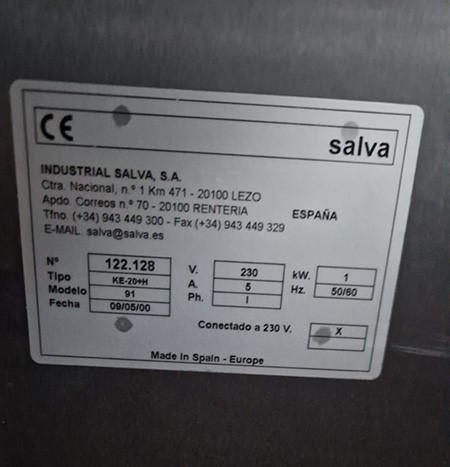 CE
salva
INDUSTRIAL SALVA, S.A.
Ctra. Nacional, n.º 1 Km 471 - 20100 LEZO
Apdo. Correos n.º 70 - 20100 RENTERIA ESPAÑA
Tfno. (+34) 943 449 300 - Fax (+34) 943 449 329
E-MAIL. salva@salva.es
Nº 122.128 V. 230 kW. 1
Tipo KE-20+H A. 5 Hz. 50/60
Modelo 91 Ph. I
Fecha 09/05/00
Conectado a 230 V. X
Made in Spain - Europe